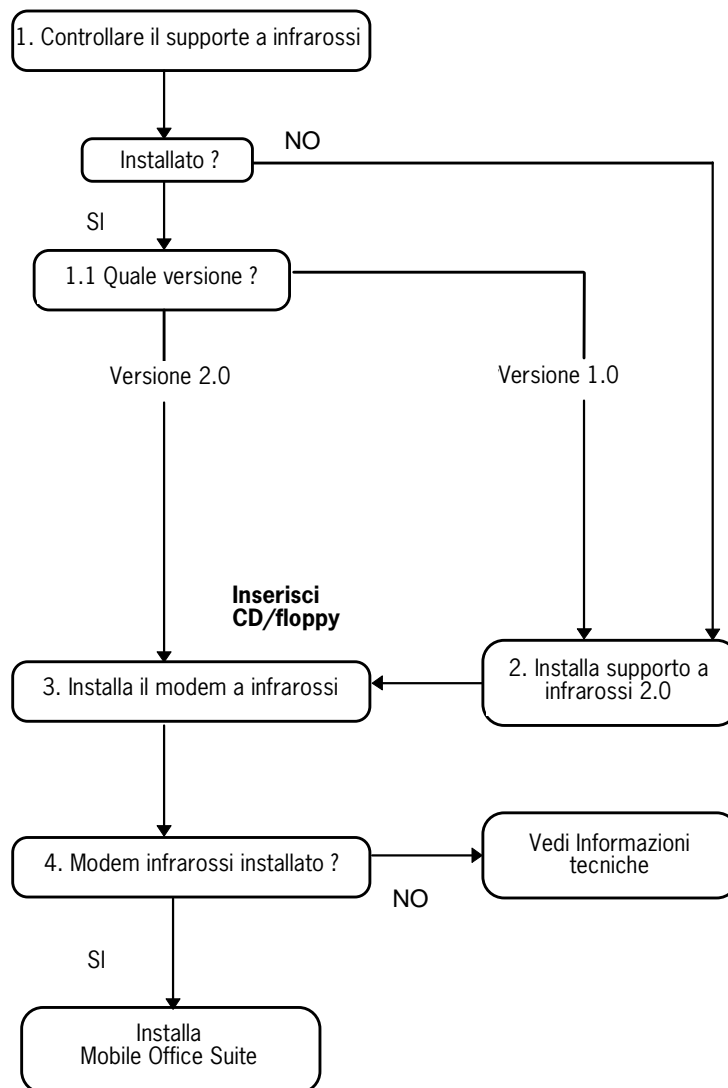 1. Controllare il supporte a infrarossi
Installato ?
NO
SI
1.1 Quale versione ?
Versione 2.0
Versione 1.0
Inserisci
CD/floppy
3. Installa il modem a infrarossi
2. Installa supporto a
infrarossi 2.0
4. Modem infrarossi installato ?
Vedi Informazioni
tecniche
NO
SI
Installa
Mobile Office Suite